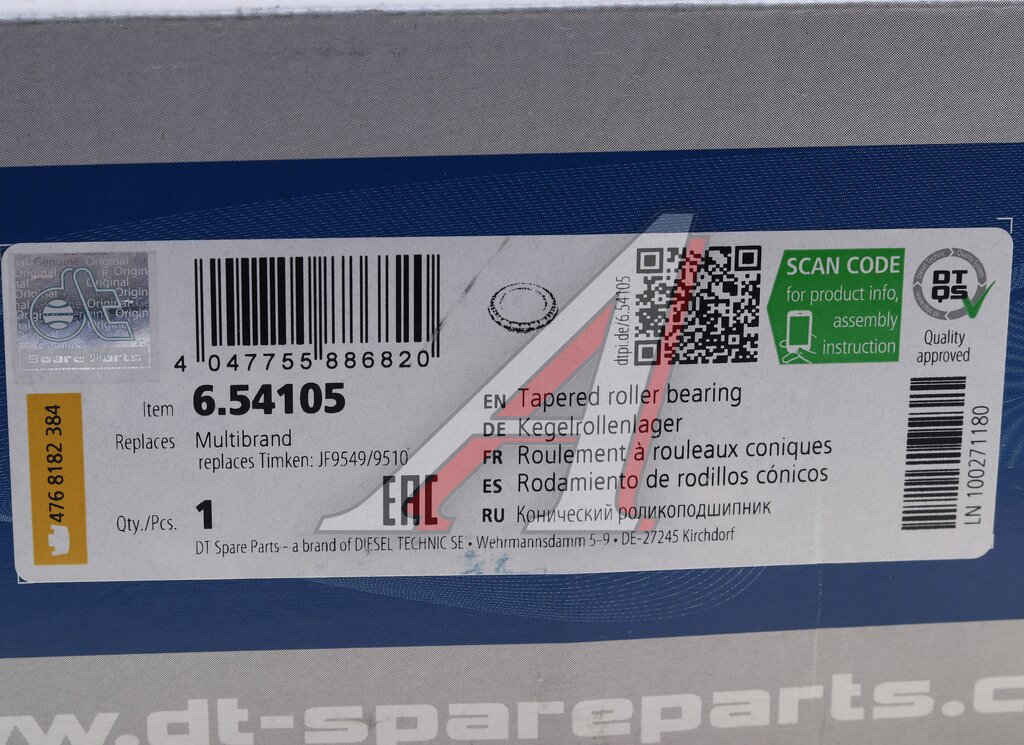 Genuine
Original
Spare Parts
4 047755 886820
dtpi.de/6.54105
SCAN CODE
for product info,
assembly
instruction
DT
QS
Quality
approved
Item 6.54105
Replaces Multibrand
replaces Timken: JF9549/9510
476 8182 384
Qty./Pcs. 1
EAC
EN Tapered roller bearing
DE Kegelrollenlager
FR Roulement à rouleaux coniques
ES Rodamiento de rodillos cónicos
RU Конический роликоподшипник
LN 100271180
DT Spare Parts - a brand of DIESEL TECHNIC SE • Wehrmannsdamm 5-9 • DE-27245 Kirchdorf
www.dt-spareparts.c